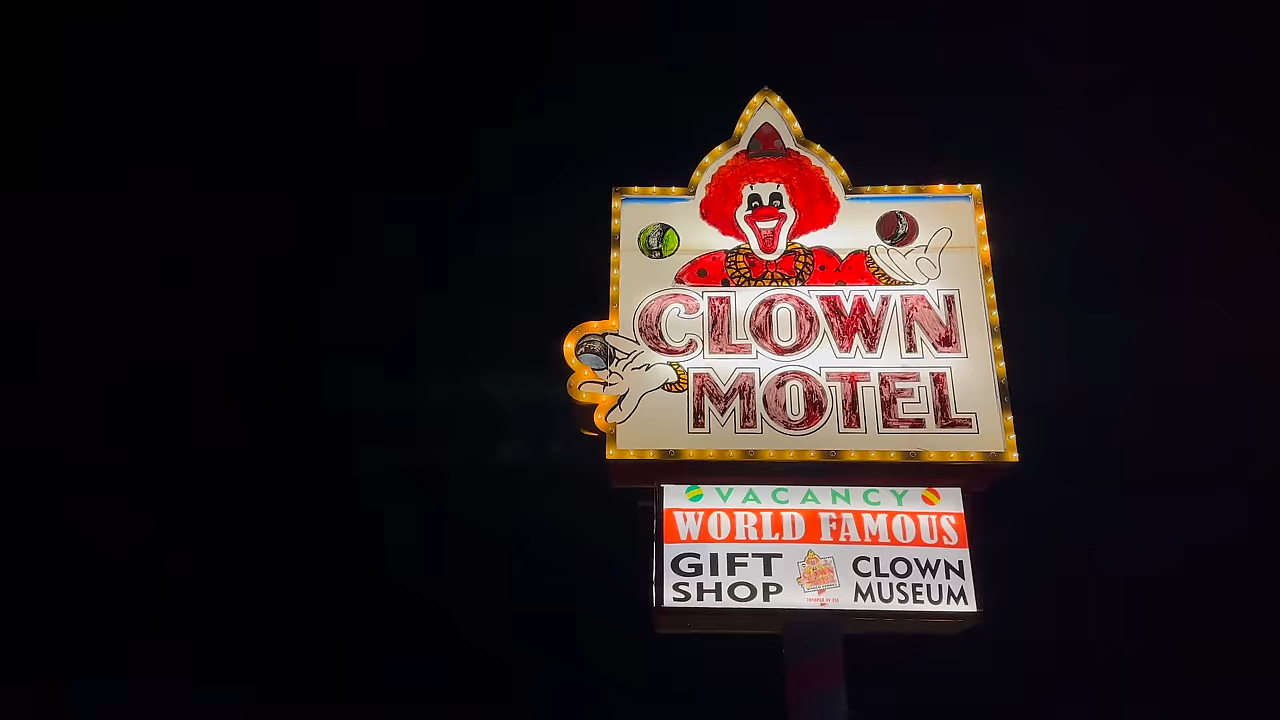 CLOWN
MOTEL
VACANCY
WORLD FAMOUS
GIFT
SHOP
CLOWN
MUSEUM